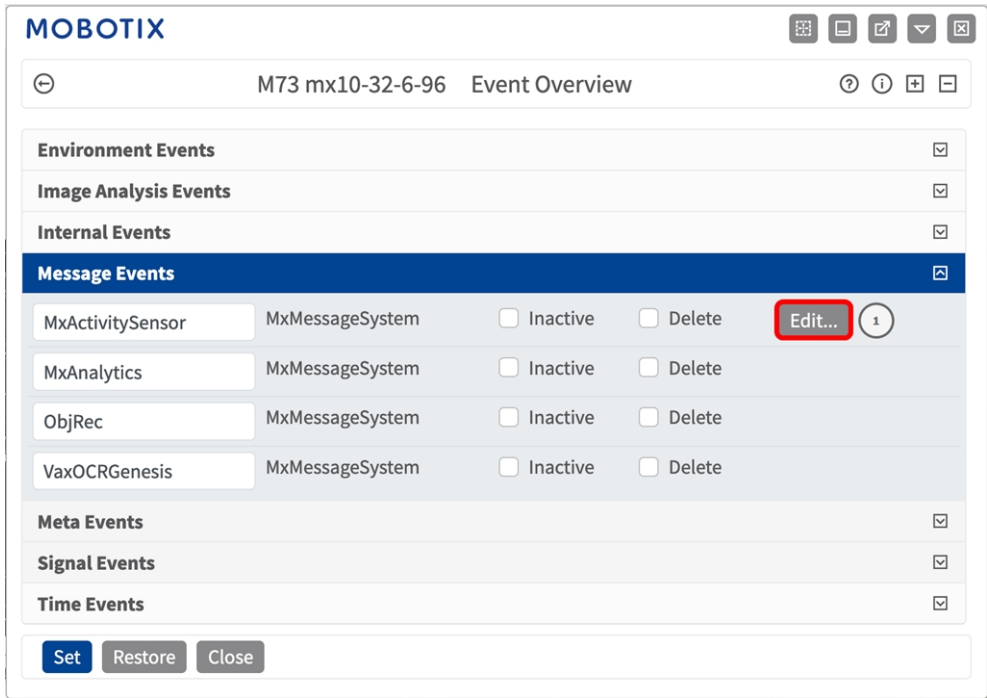 MOBOTIX
M73 mx10-32-6-96 Event Overview
Environment Events
Image Analysis Events
Internal Events
Message Events
MxActivitySensor MxMessageSystem Inactive Delete Edit... 1
MxAnalytics MxMessageSystem Inactive Delete
ObjRec MxMessageSystem Inactive Delete
VaxOCRGenesis MxMessageSystem Inactive Delete
Meta Events
Signal Events
Time Events
Set Restore Close